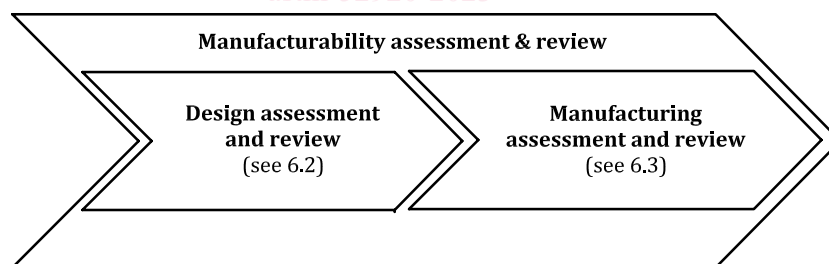 Manufacturability assessment & review
Design assessment
and review
(see 6.2)
Manufacturing
assessment and review
(see 6.3)